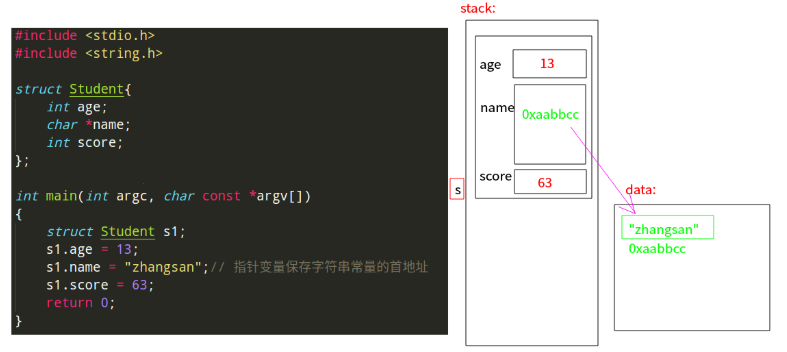 #include <stdio.h>
#include <string.h>
struct Student{
    int age;
    char *name;
    int score;
};
int main(int argc, char const *argv[])
{
    struct Student s1;
    s1.age = 13;
    s1.name = "zhangsan";// 指针变量保存字符串常量的首地址
    s1.score = 63;
    return 0;
}
stack:
age 13
name 0xaabbcc
score 63
s
data:
"zhangsan"
0xaabbcc